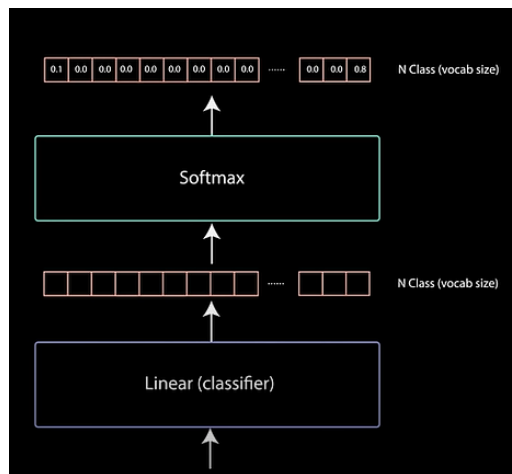 0.1 0.0 0.0 0.0 0.0 0.0 0.0 0.0 0.0 ...... 0.0 0.0 0.8 N Class (vocab size)
Softmax
...... N Class (vocab size)
Linear (classifier)